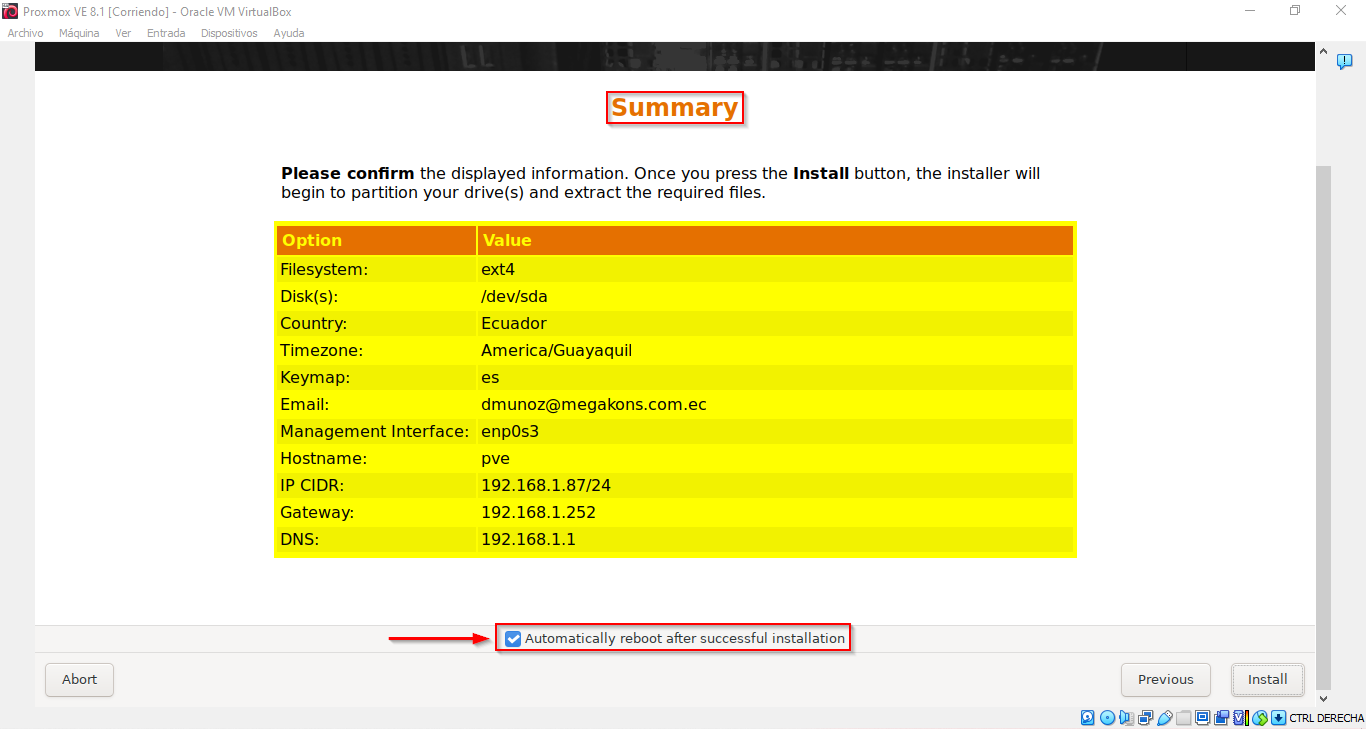 Proxmox VE 8.1 [Corriendo] - Oracle VM VirtualBox
Archivo Máquina Ver Entrada Dispositivos Ayuda
Summary
Please confirm the displayed information. Once you press the Install button, the installer will
begin to partition your drive(s) and extract the required files.
Option Value
Filesystem: ext4
Disk(s): /dev/sda
Country: Ecuador
Timezone: America/Guayaquil
Keymap: es
Email: dmunoz@megakons.com.ec
Management Interface: enp0s3
Hostname: pve
IP CIDR: 192.168.1.87/24
Gateway: 192.168.1.252
DNS: 192.168.1.1
Automatically reboot after successful installation
Abort Previous Install
CTRL DERECHA